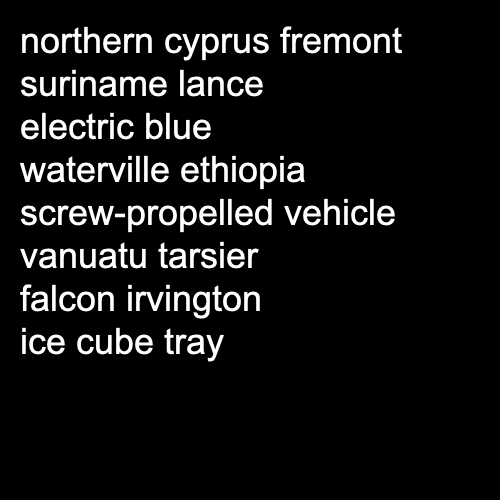 northern cyprus fremont
suriname lance
electric blue
waterville ethiopia
screw-propelled vehicle
vanuatu tarsier
falcon irvington
ice cube tray